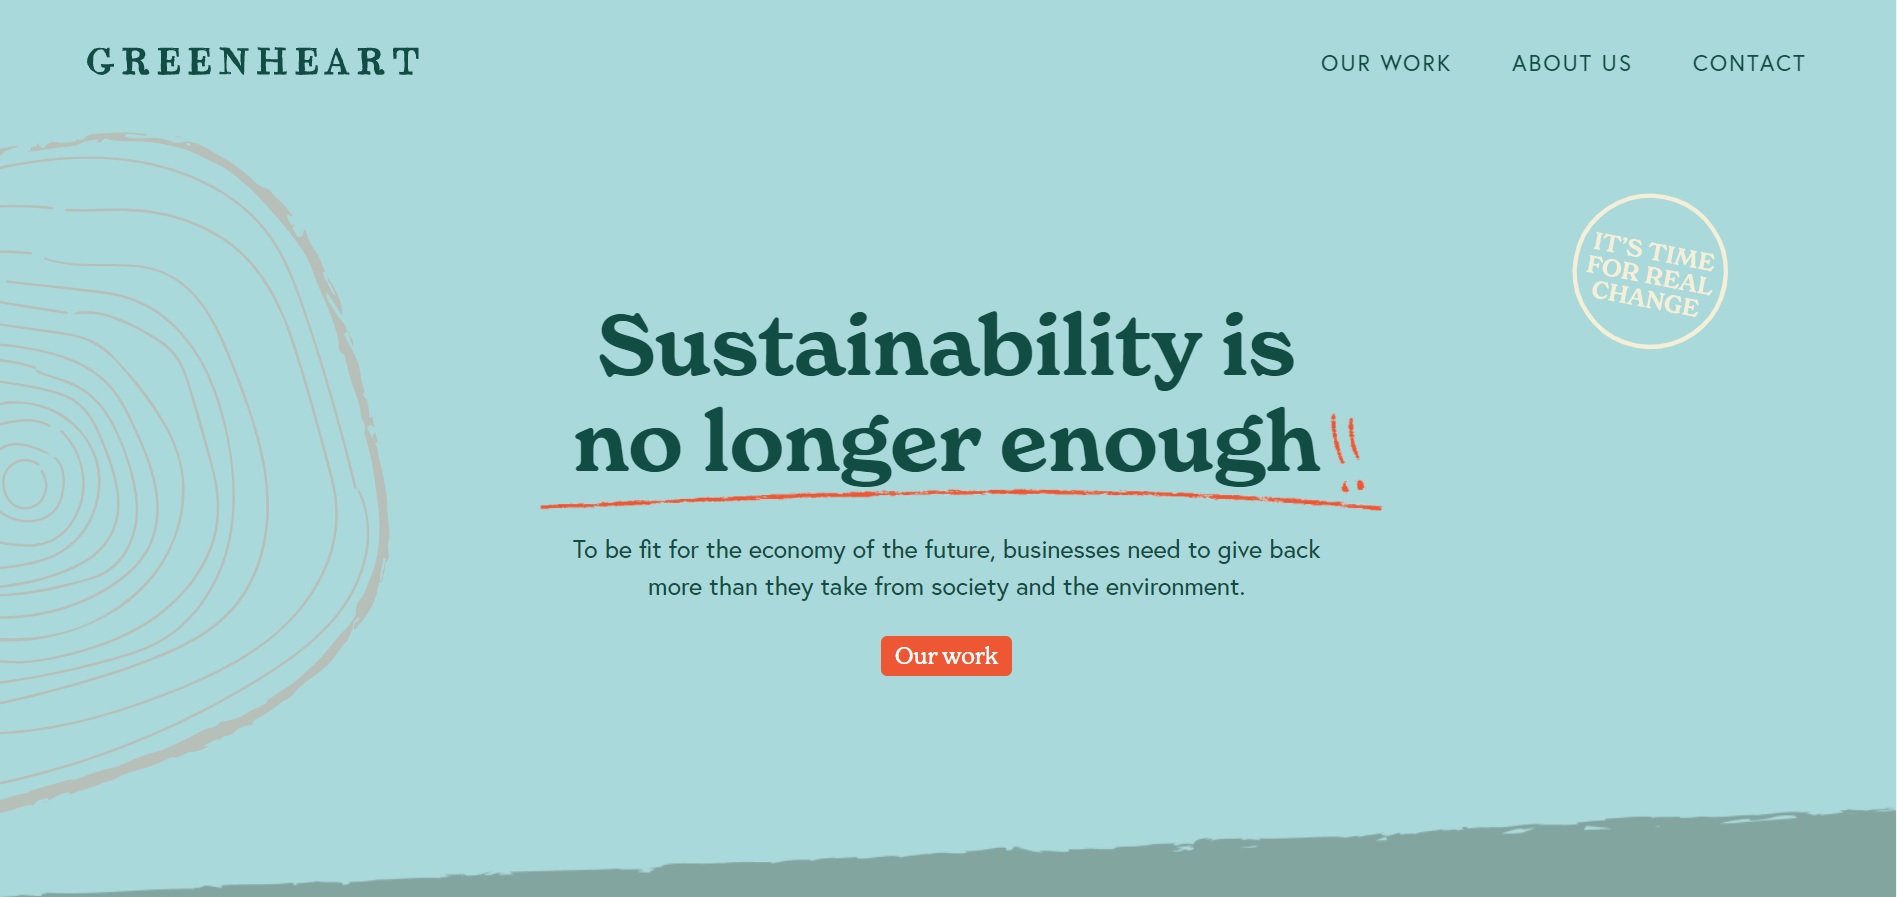 GREENHEART
OUR WORK
ABOUT US
CONTACT
IT'S TIME
FOR REAL
CHANGE
Sustainability is
no longer enough!!
To be fit for the economy of the future, businesses need to give back
more than they take from society and the environment.
Our work